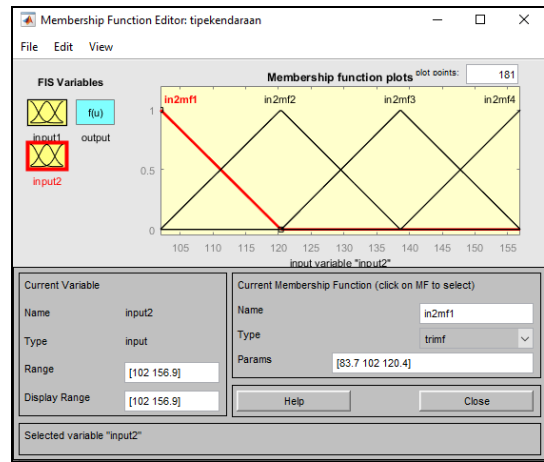 Membership Function Editor: tipekendaraan
File Edit View
FIS Variables
f(u)
input1 output
input2
Membership function plots plot points: 181
in2mf1 in2mf2 in2mf3 in2mf4
1
0.5
0
105 110 115 120 125 130 135 140 145 150 155
input variable "input2"
Current Variable
Name input2
Type input
Range [102 156.9]
Display Range [102 156.9]
Current Membership Function (click on MF to select)
Name in2mf1
Type trimf
Params [83.7 102 120.4]
Help Close
Selected variable "input2"